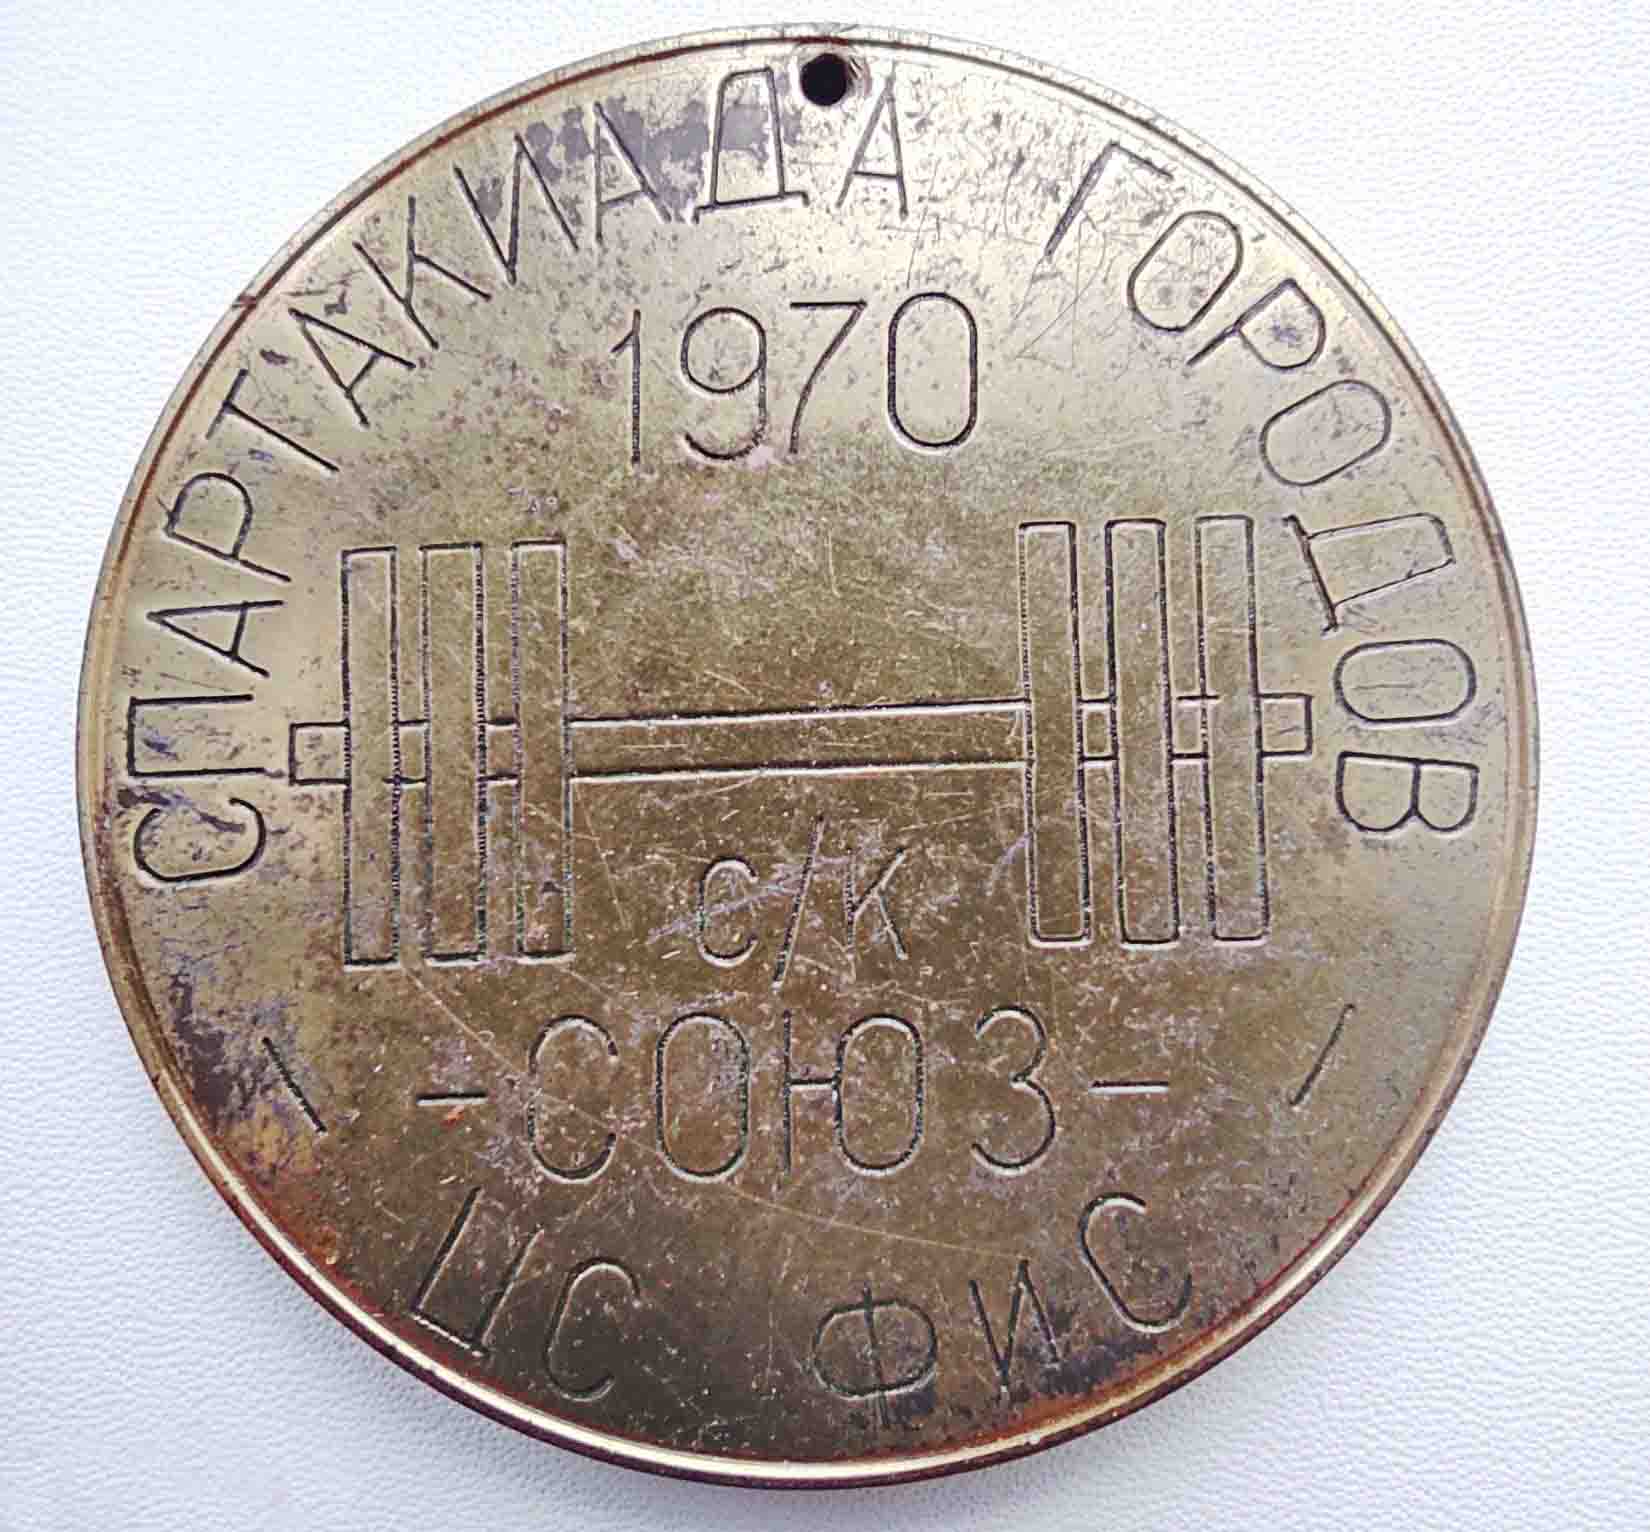 СПАРТАКИАДА ГОРОДОВ
1970
С/К
-СОЮЗ-
ЦС ФИС